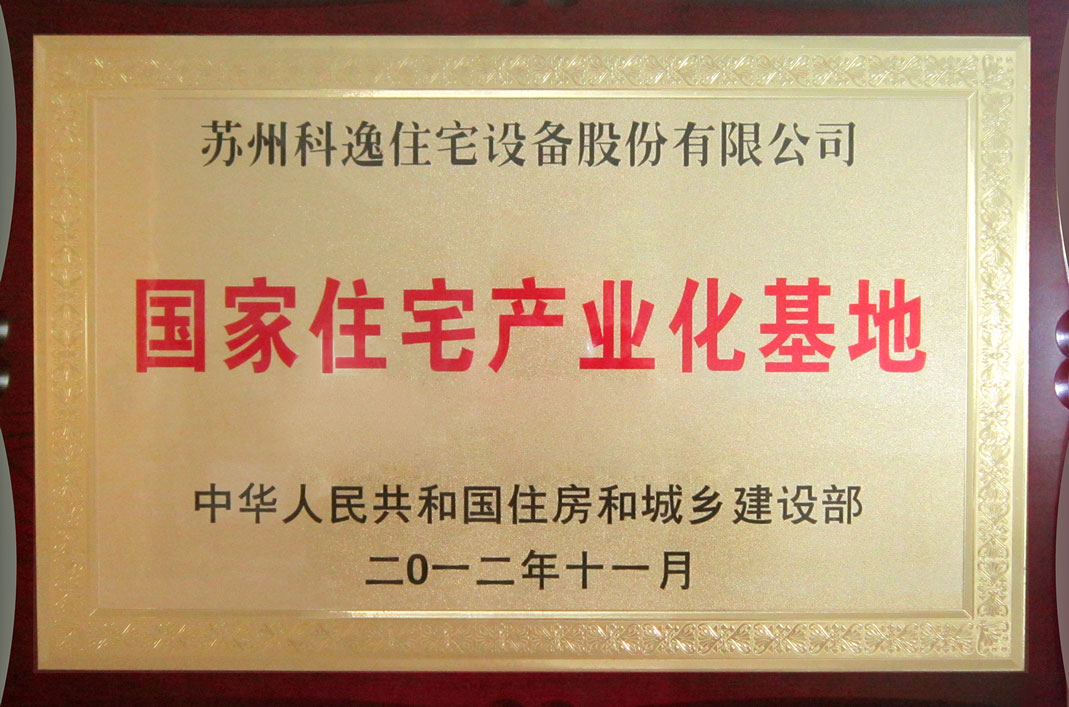 苏州科逸住宅设备股份有限公司
国家住宅产业化基地
中华人民共和国住房和城乡建设部
二0一二年十一月